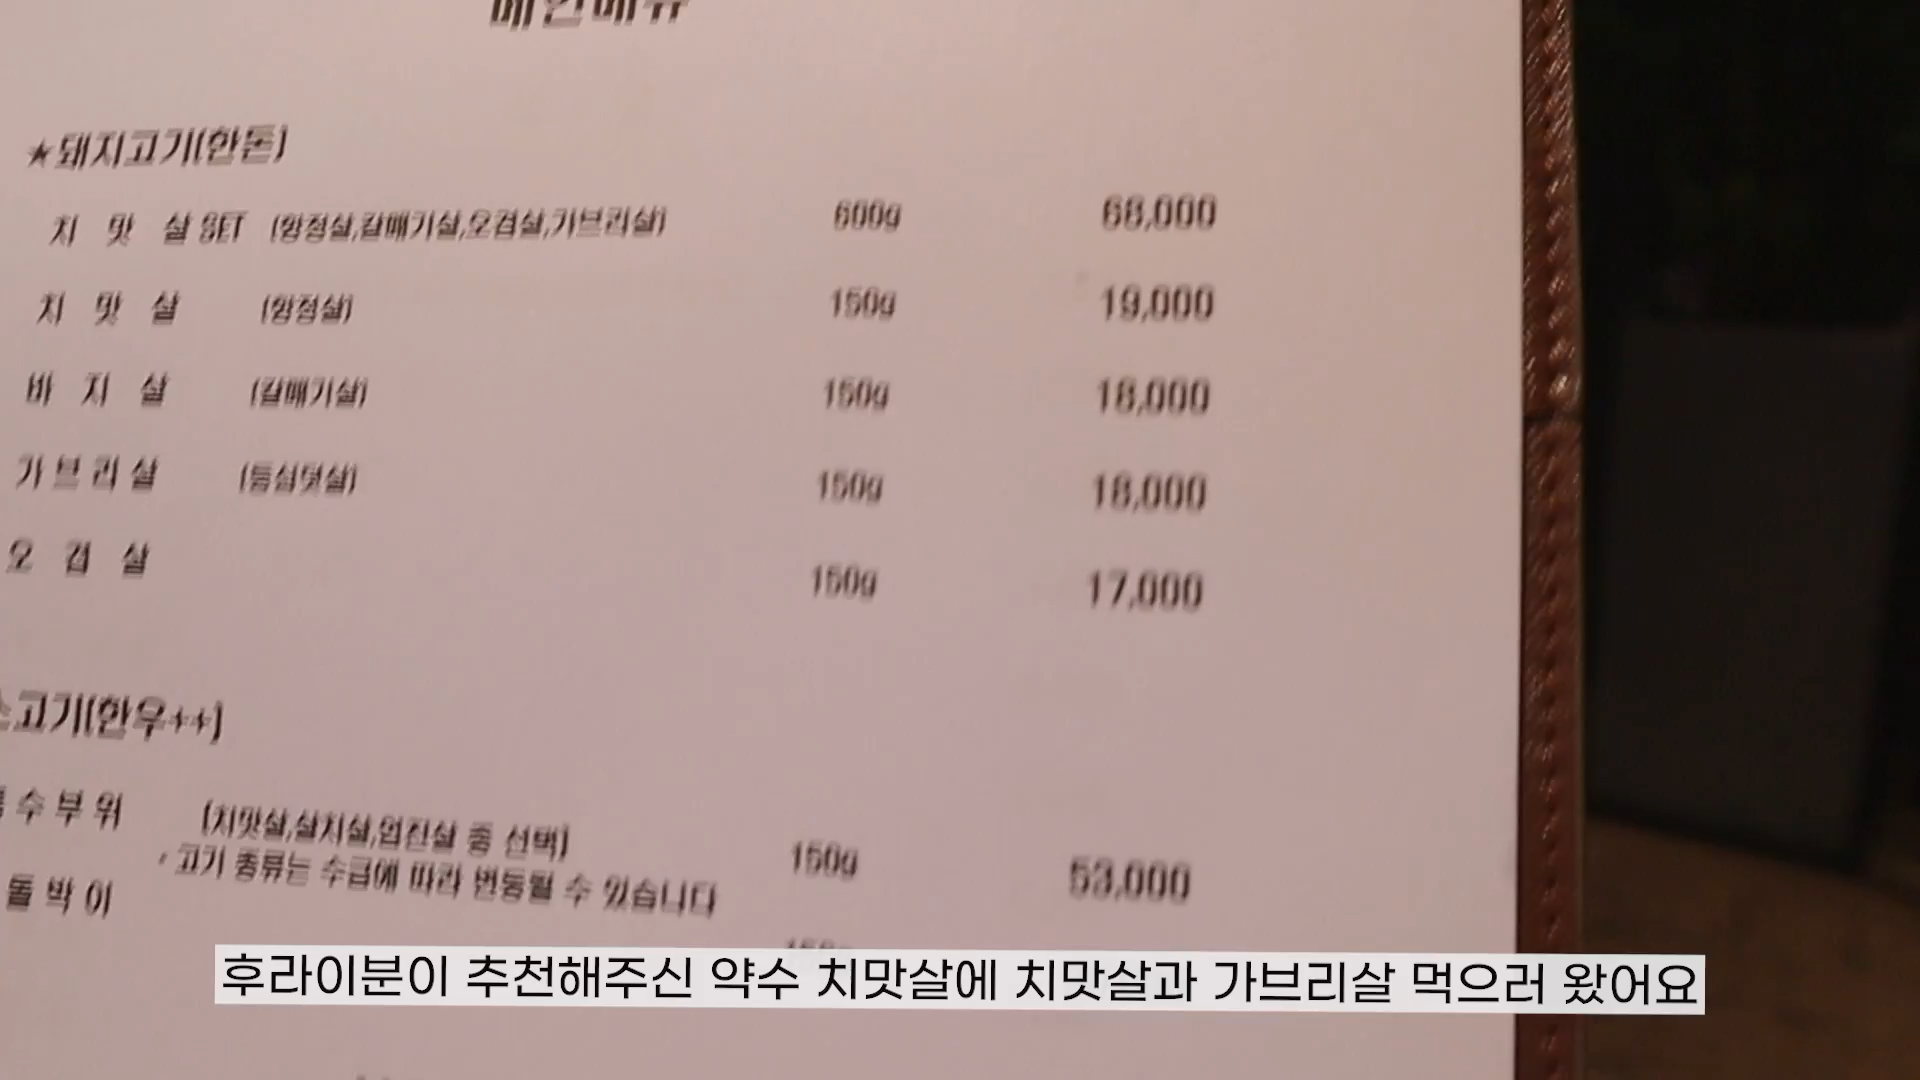 메인메뉴
★돼지고기(한돈)
치 맛 살 SET (항정살,갈매기살,오겹살,가브리살) 600g 68,000
치 맛 살 (항정살) 150g 19,000
바 지 살 (갈매기살) 150g 18,000
가 브 리 살 (등심덧살) 150g 18,000
오 겹 살 150g 17,000
소고기(한우++)
특 수 부 위 (치맛살,살치살,업진살 중 선택) 150g 53,000
고기 종류는 수급에 따라 변동될 수 있습니다
돌 박 이
후라이분이 추천해주신 약수 치맛살에 치맛살과 가브리살 먹으러 왔어요